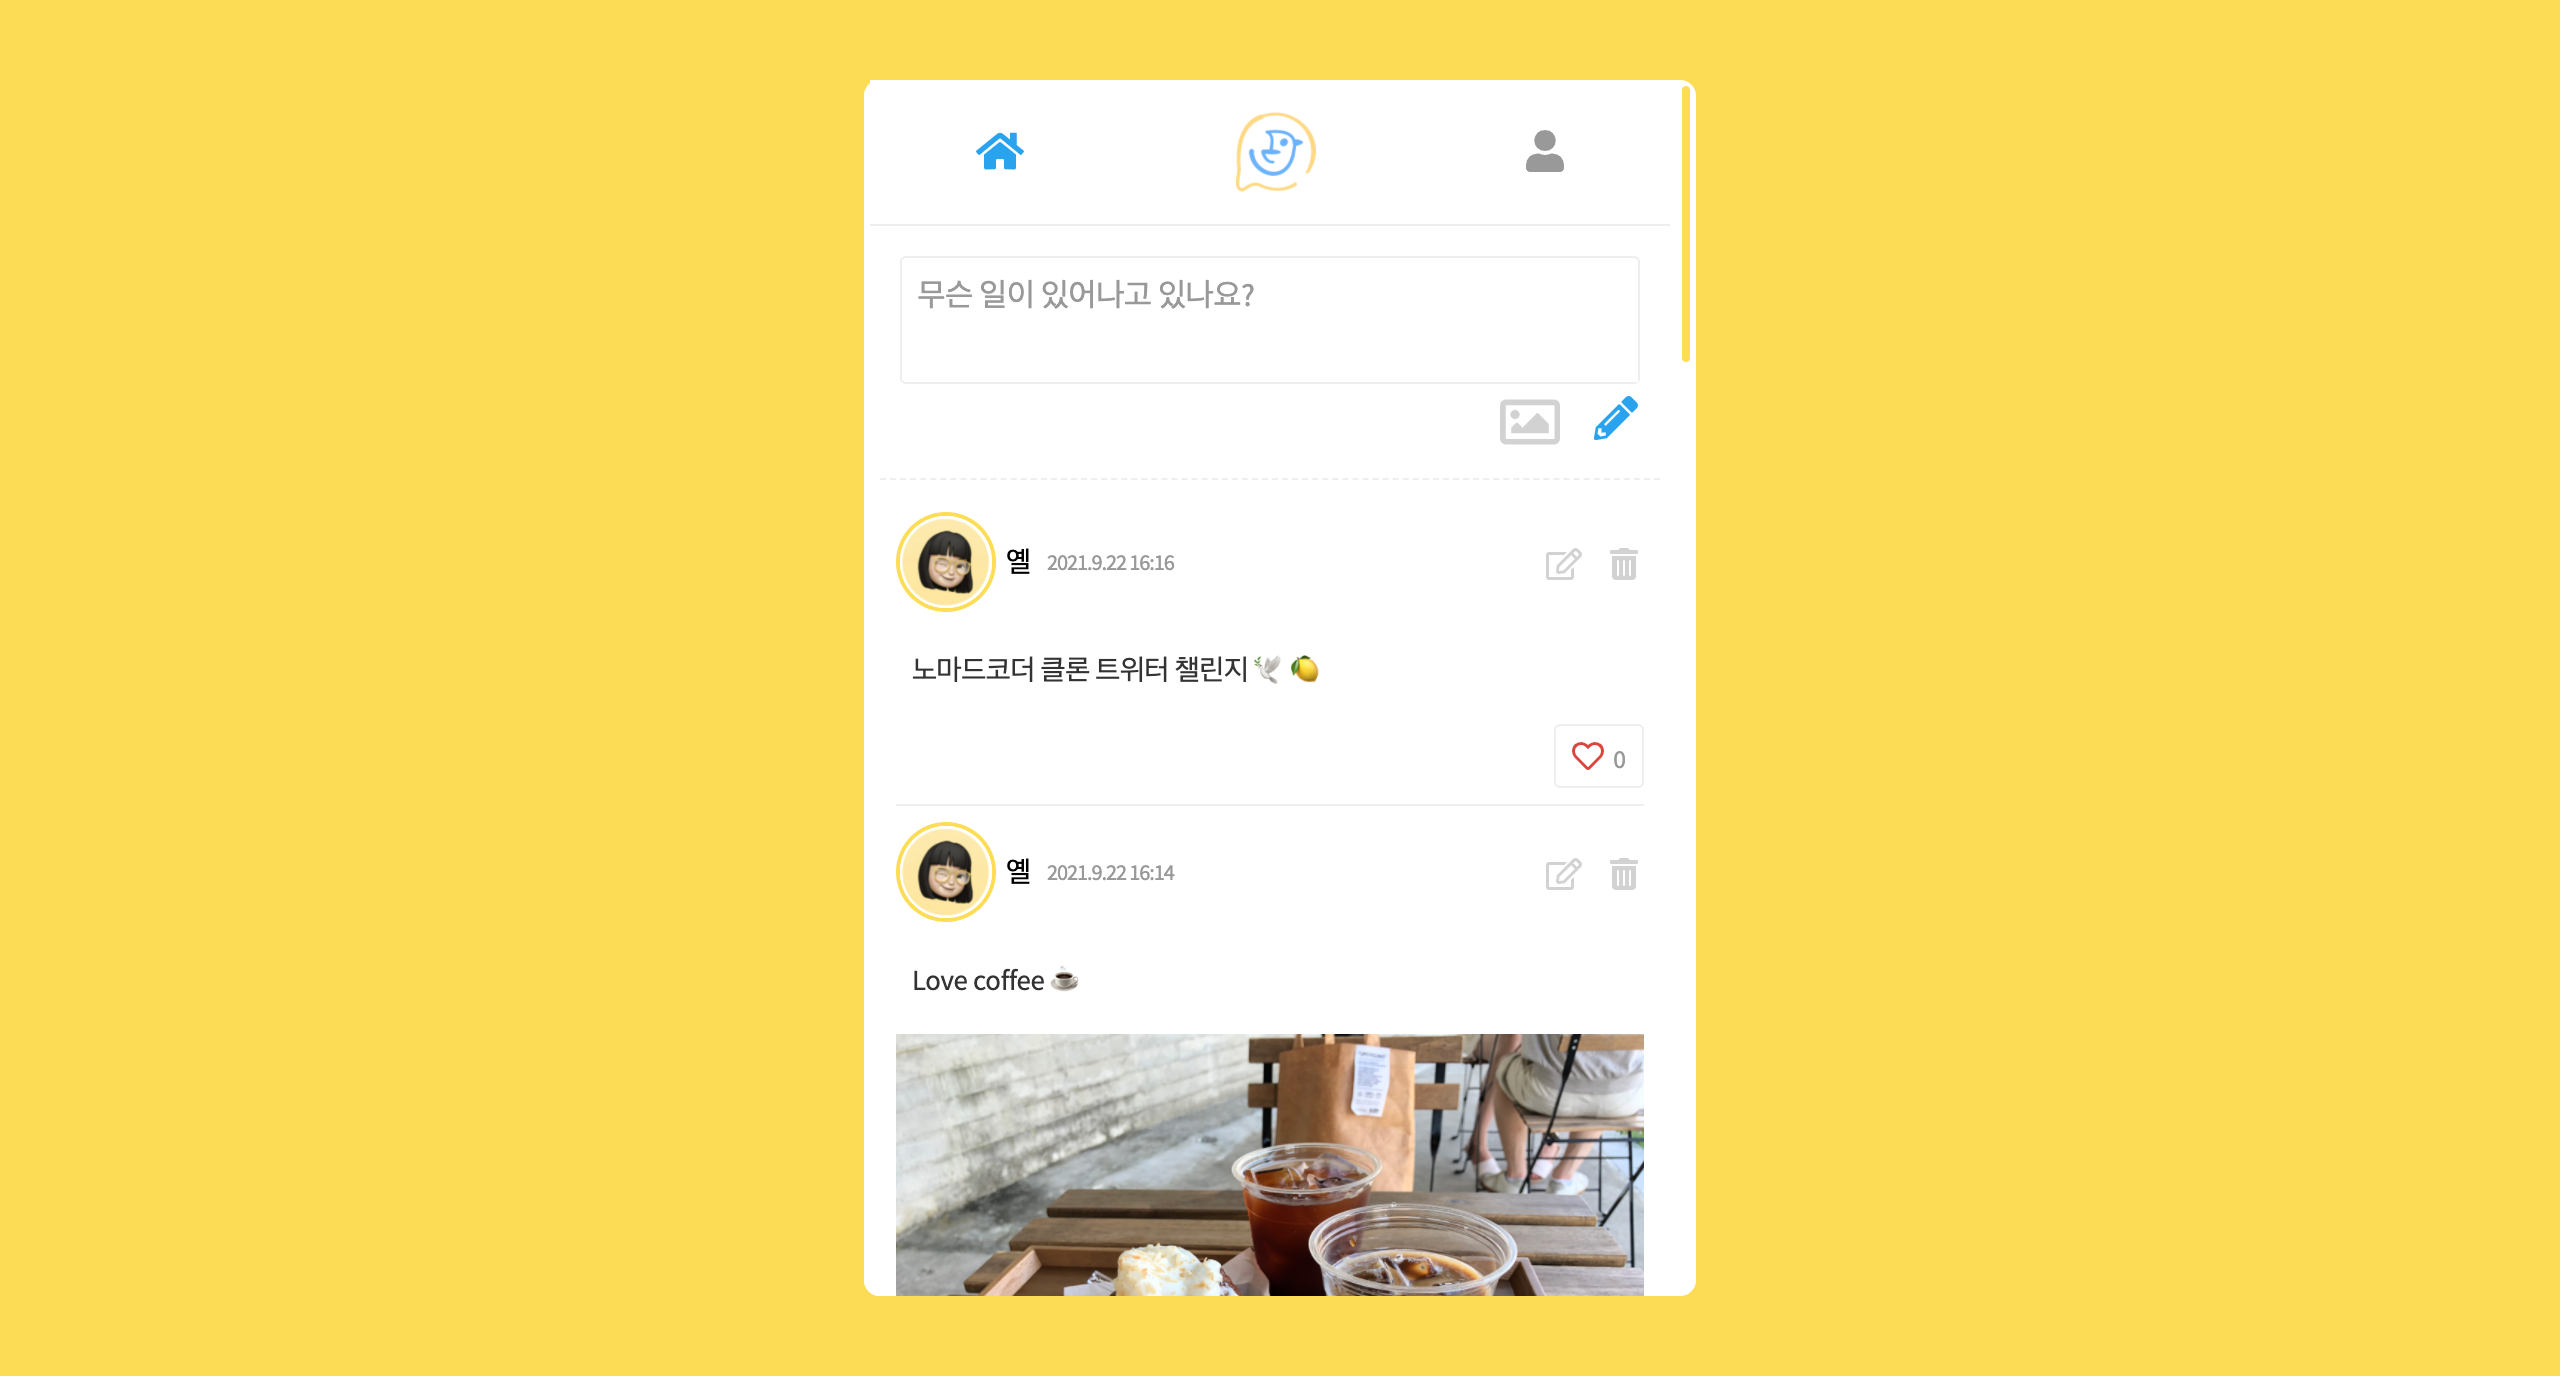 무슨 일이 있어나고 있나요?
옐 2021.9.22 16:16
노마드코더 클론 트위터 챌린지 🕊 🍋
0
옐 2021.9.22 16:14
Love coffee ☕